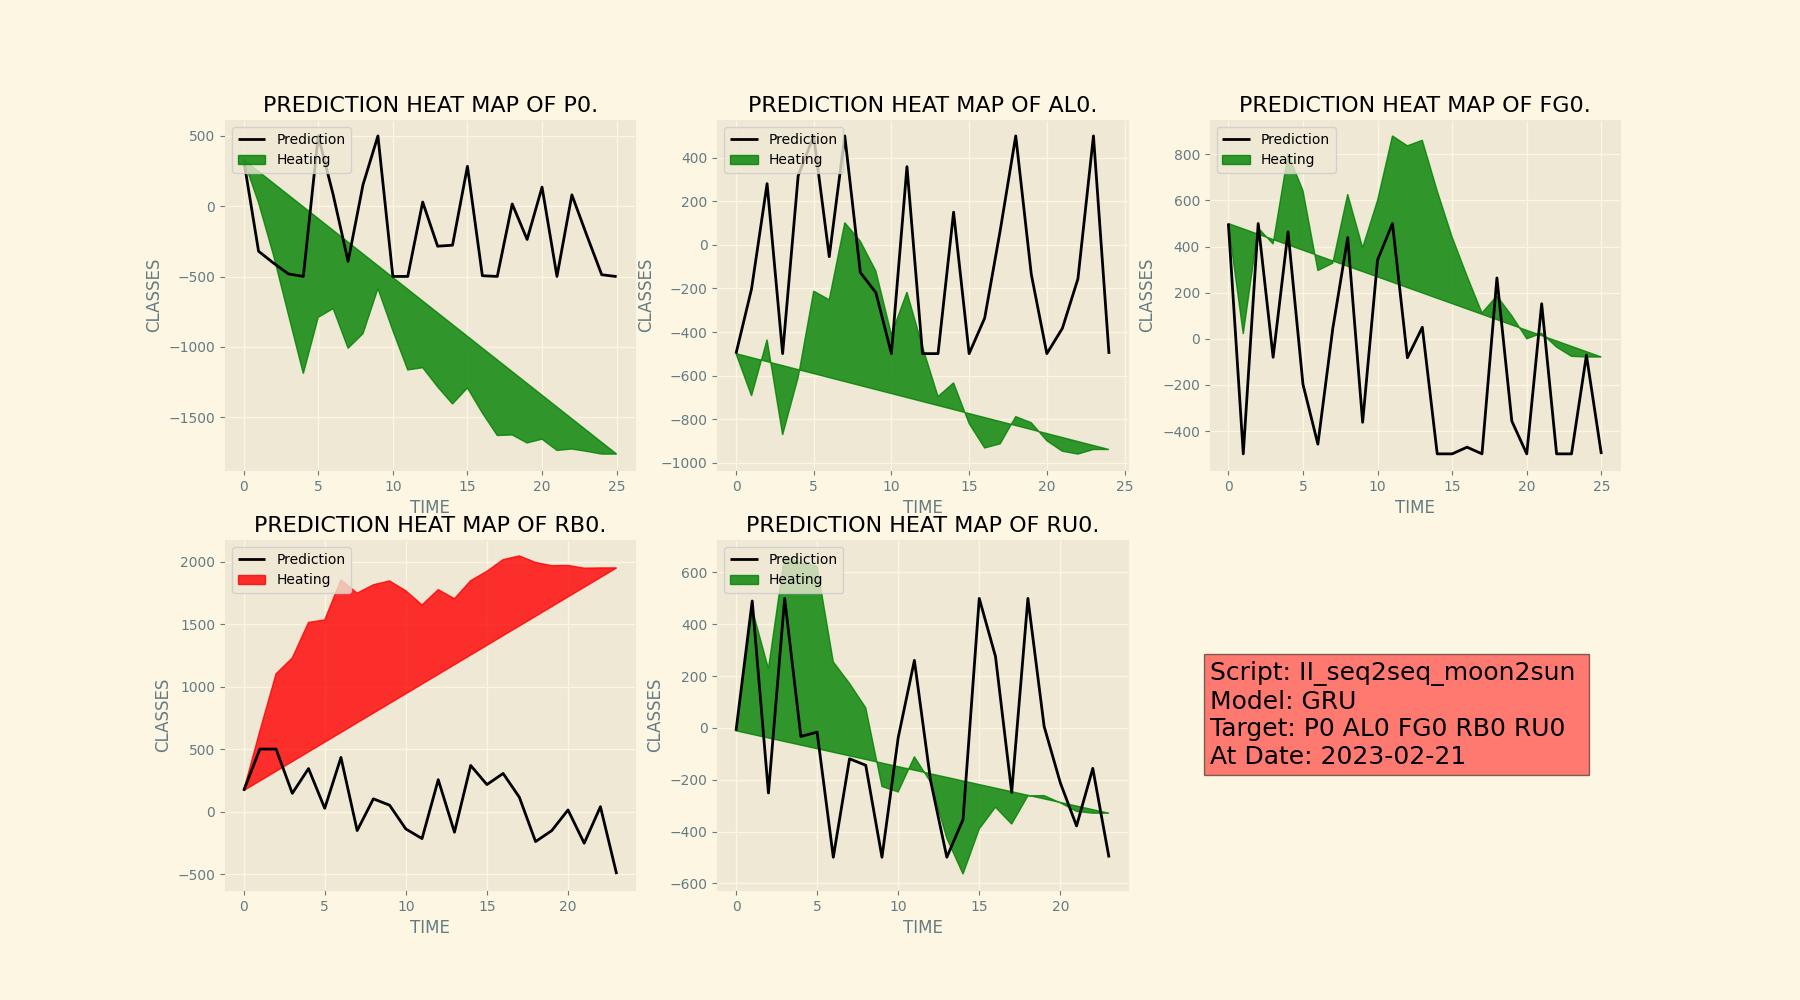 PREDICTION HEAT MAP OF P0.
Prediction
Heating
500
0
−500
−1000
−1500
CLASSES
0 5 10 15 20 25
TIME
PREDICTION HEAT MAP OF AL0.
Prediction
Heating
400
200
0
−200
−400
−600
−800
−1000
CLASSES
0 5 10 15 20 25
TIME
PREDICTION HEAT MAP OF FG0.
Prediction
Heating
800
600
400
200
0
−200
−400
CLASSES
0 5 10 15 20 25
TIME
PREDICTION HEAT MAP OF RB0.
Prediction
Heating
2000
1500
1000
500
0
−500
CLASSES
0 5 10 15 20
TIME
PREDICTION HEAT MAP OF RU0.
Prediction
Heating
600
400
200
0
−200
−400
−600
CLASSES
0 5 10 15 20
TIME
Script: II_seq2seq_moon2sun
Model: GRU
Target: P0 AL0 FG0 RB0 RU0
At Date: 2023-02-21